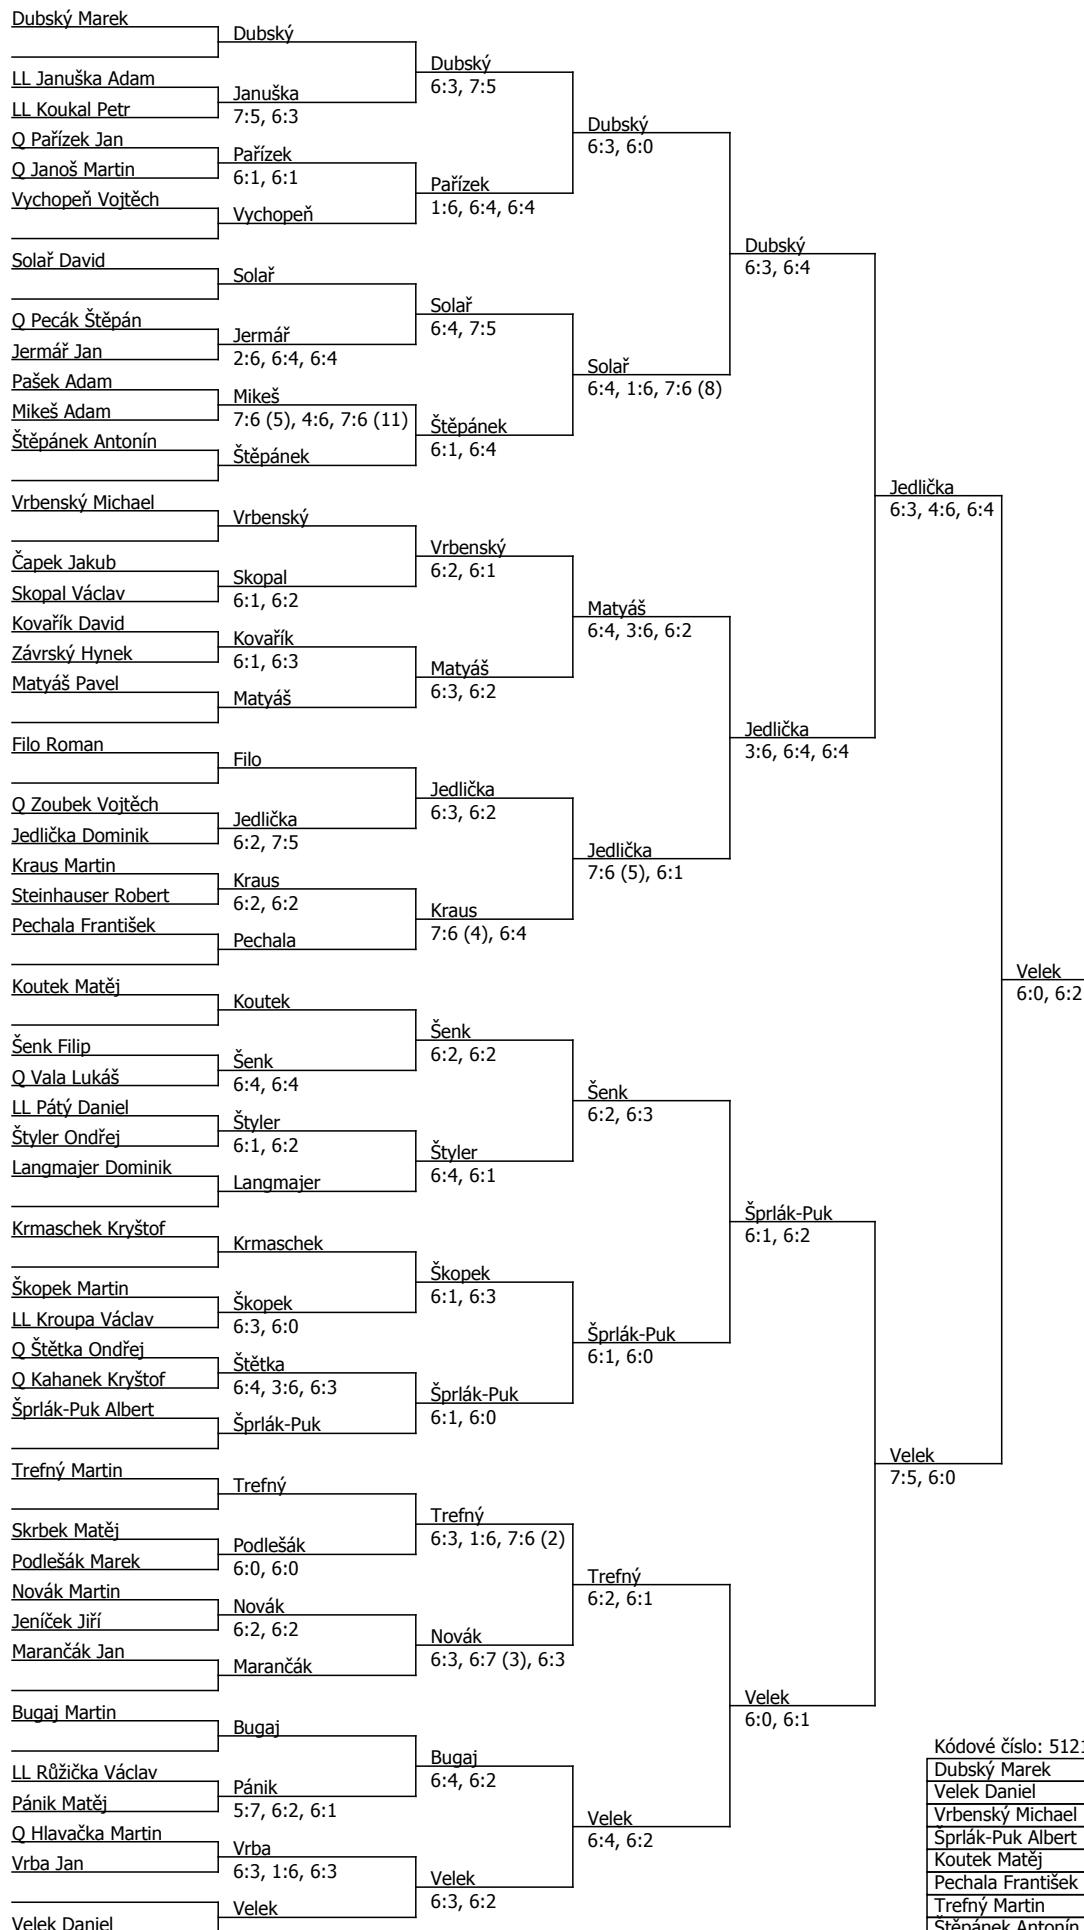 Dubský Marek
LL Januška Adam
LL Koukal Petr
Q Pařízek Jan
Q Janoš Martin
Vychopeň Vojtěch
Solař David
Q Pecák Štěpán
Jermář Jan
Pašek Adam
Mikeš Adam
Štěpánek Antonín
Vrbenský Michael
Čapek Jakub
Skopal Václav
Kovařík David
Závrský Hynek
Matyáš Pavel
Filo Roman
Q Zoubek Vojtěch
Jedlička Dominik
Kraus Martin
Steinhauser Robert
Pechala František
Koutek Matěj
Šenk Filip
Q Vala Lukáš
LL Pátý Daniel
Štyler Ondřej
Langmajer Dominik
Krmaschek Kryštof
Škopek Martin
LL Kroupa Václav
Q Štětka Ondřej
Q Kahanek Kryštof
Šprlák-Puk Albert
Trefný Martin
Skrbek Matěj
Podlešák Marek
Novák Martin
Jeníček Jiří
Marančák Jan
Bugaj Martin
LL Růžička Václav
Pánik Matěj
Q Hlavačka Martin
Vrba Jan
Velek Daniel
Dubský
Januška
7:5, 6:3
Pařízek
6:1, 6:1
Vychopeň
Solař
Jermář
2:6, 6:4, 6:4
Mikeš
7:6 (5), 4:6, 7:6 (11)
Štěpánek
Vrbenský
Skopal
6:1, 6:2
Kovařík
6:1, 6:3
Matyáš
Filo
Jedlička
6:2, 7:5
Kraus
6:2, 6:2
Pechala
Koutek
Šenk
6:4, 6:4
Štyler
6:1, 6:2
Langmajer
Krmaschek
Škopek
6:3, 6:0
Štětka
6:4, 3:6, 6:3
Šprlák-Puk
Trefný
Podlešák
6:0, 6:0
Novák
6:2, 6:2
Marančák
Bugaj
Pánik
5:7, 6:2, 6:1
Vrba
6:3, 1:6, 6:3
Velek
Dubský
6:3, 7:5
Pařízek
1:6, 6:4, 6:4
Solař
6:4, 7:5
Štěpánek
6:1, 6:4
Vrbenský
6:2, 6:1
Matyáš
6:3, 6:2
Jedlička
6:3, 6:2
Kraus
7:6 (4), 6:4
Šenk
6:2, 6:2
Štyler
6:4, 6:1
Škopek
6:1, 6:3
Šprlák-Puk
6:1, 6:0
Trefný
6:3, 1:6, 7:6 (2)
Novák
6:3, 6:7 (3), 6:3
Bugaj
6:4, 6:2
Velek
6:3, 6:2
Dubský
6:3, 6:0
Solař
6:4, 1:6, 7:6 (8)
Matyáš
6:4, 3:6, 6:2
Jedlička
7:6 (5), 6:1
Šenk
6:2, 6:3
Šprlák-Puk
6:1, 6:0
Trefný
6:2, 6:1
Velek
6:4, 6:2
Dubský
6:3, 6:4
Jedlička
3:6, 6:4, 6:4
Šprlák-Puk
6:1, 6:2
Velek
6:0, 6:1
Jedlička
6:3, 4:6, 6:4
Velek
7:5, 6:0
Velek
6:0, 6:2
Kódové číslo: 5121
Dubský Marek
Velek Daniel
Vrbenský Michael
Šprlák-Puk Albert
Koutek Matěj
Pechala František
Trefný Martin
Štěpánek Antonín